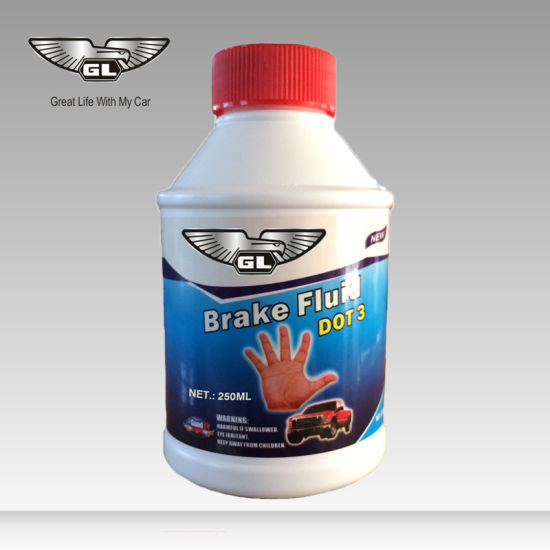 GL
Great Life With My Car
GL
NEW
Brake Fluid
DOT 3
NET.: 250ML
Good
WARNING:
HARMFUL IF SWALLOWED.
EYE IRRITANT.
KEEP AWAY FROM CHILDREN.